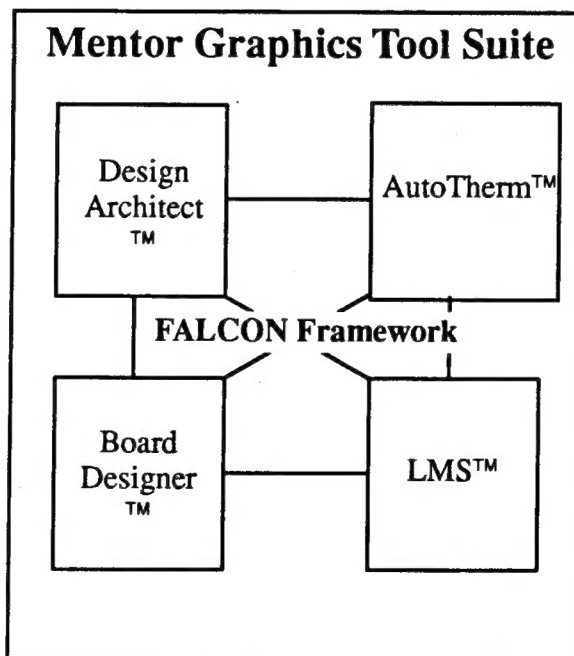 Mentor Graphics Tool Suite
Design
Architect
TM
AutoTherm™
FALCON Framework
Board
Designer
TM
LMS™